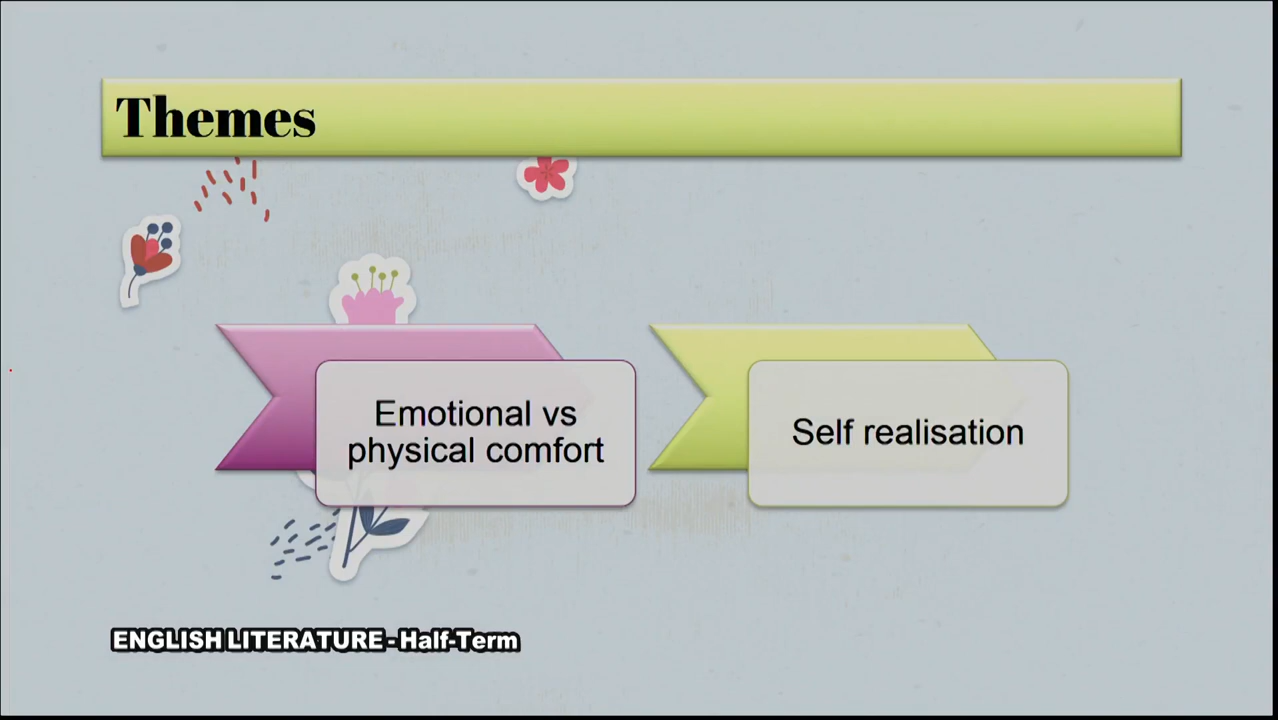 Themes
Emotional vs
physical comfort
Self realisation
ENGLISH LITERATURE - Half-Term